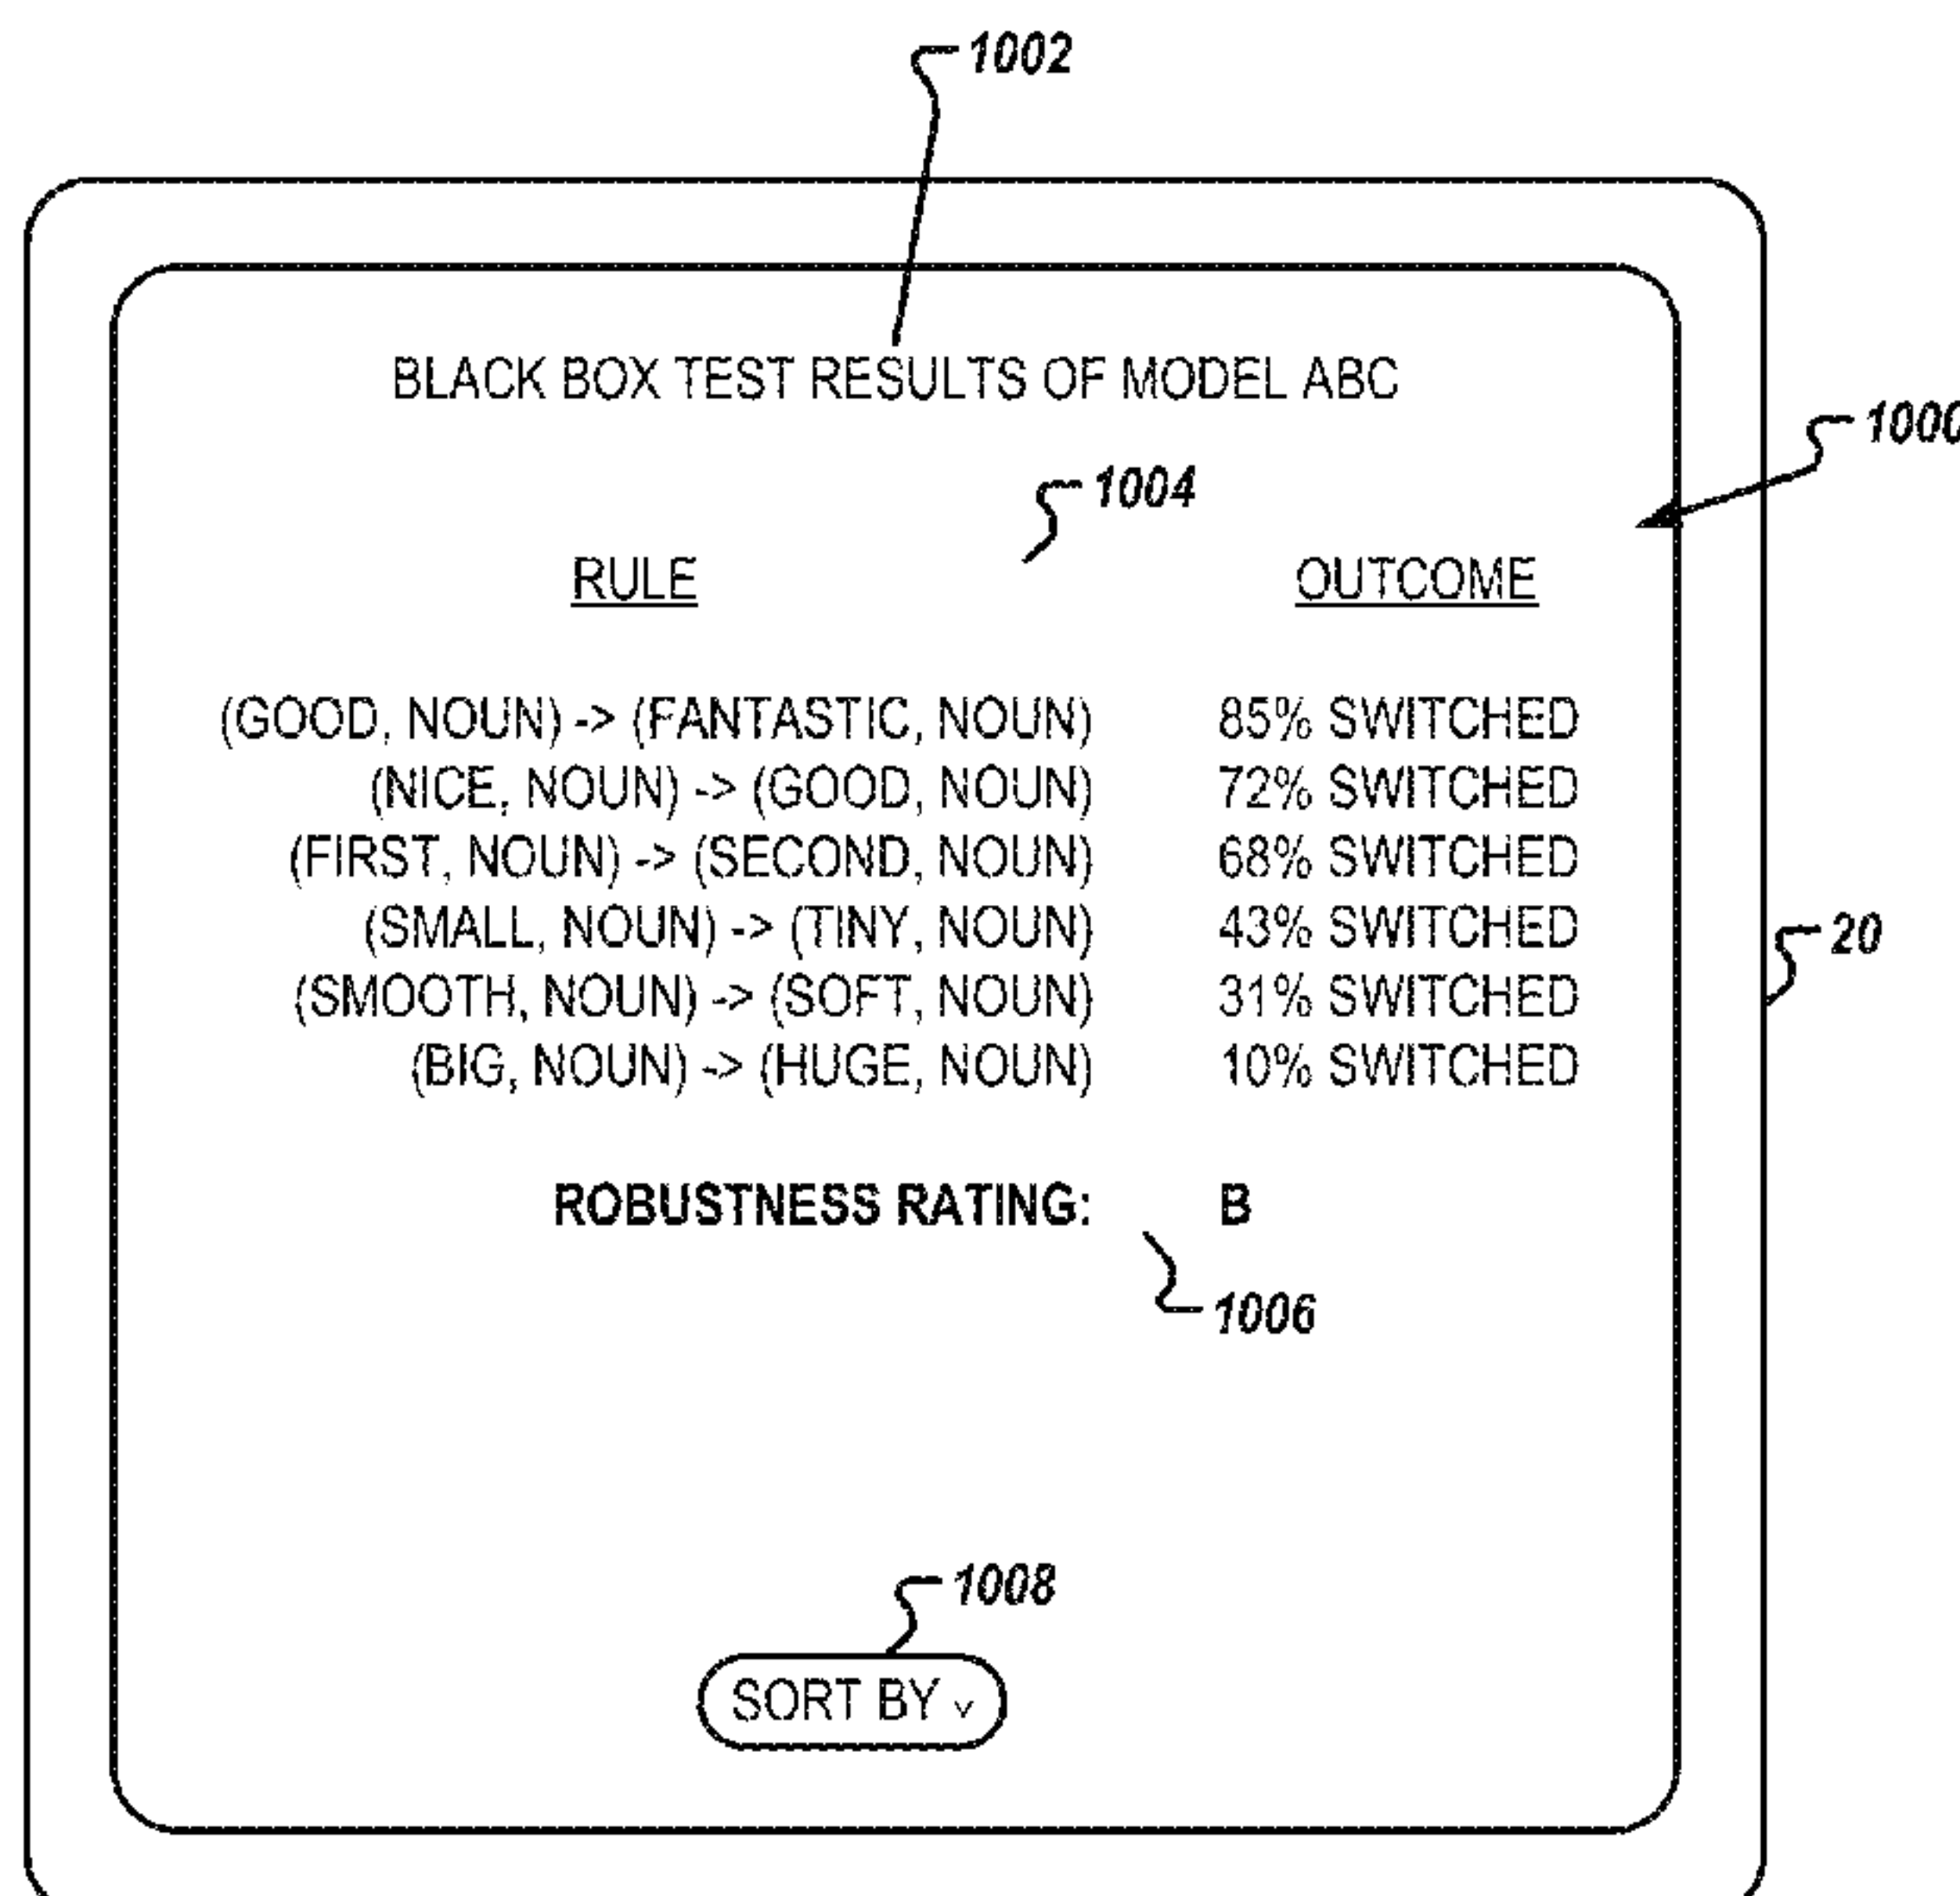 1002
BLACK BOX TEST RESULTS OF MODEL ABC
1000
1004
RULE OUTCOME
(GOOD, NOUN) -> (FANTASTIC, NOUN) 85% SWITCHED
(NICE, NOUN) -> (GOOD, NOUN) 72% SWITCHED
(FIRST, NOUN) -> (SECOND, NOUN) 68% SWITCHED
(SMALL, NOUN) -> (TINY, NOUN) 43% SWITCHED
20
(SMOOTH, NOUN) -> (SOFT, NOUN) 31% SWITCHED
(BIG, NOUN) -> (HUGE, NOUN) 10% SWITCHED
ROBUSTNESS RATING: B
1006
1008
SORT BY v